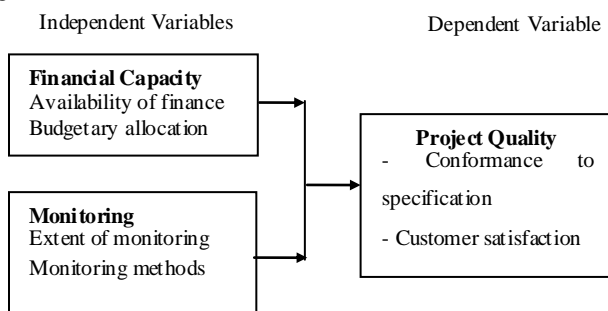 Independent Variables
Dependent Variable
Financial Capacity
Availability of finance
Budgetary allocation
Monitoring
Extent of monitoring
Monitoring methods
Project Quality
- Conformance to
specification
- Customer satisfaction